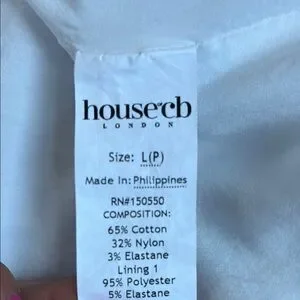 house cb
LONDON
Size: L(P)
Made In: Philippines
RN#150550
COMPOSITION:
65% Cotton
32% Nylon
3% Elastane
Lining 1
95% Polyester
5% Elastane